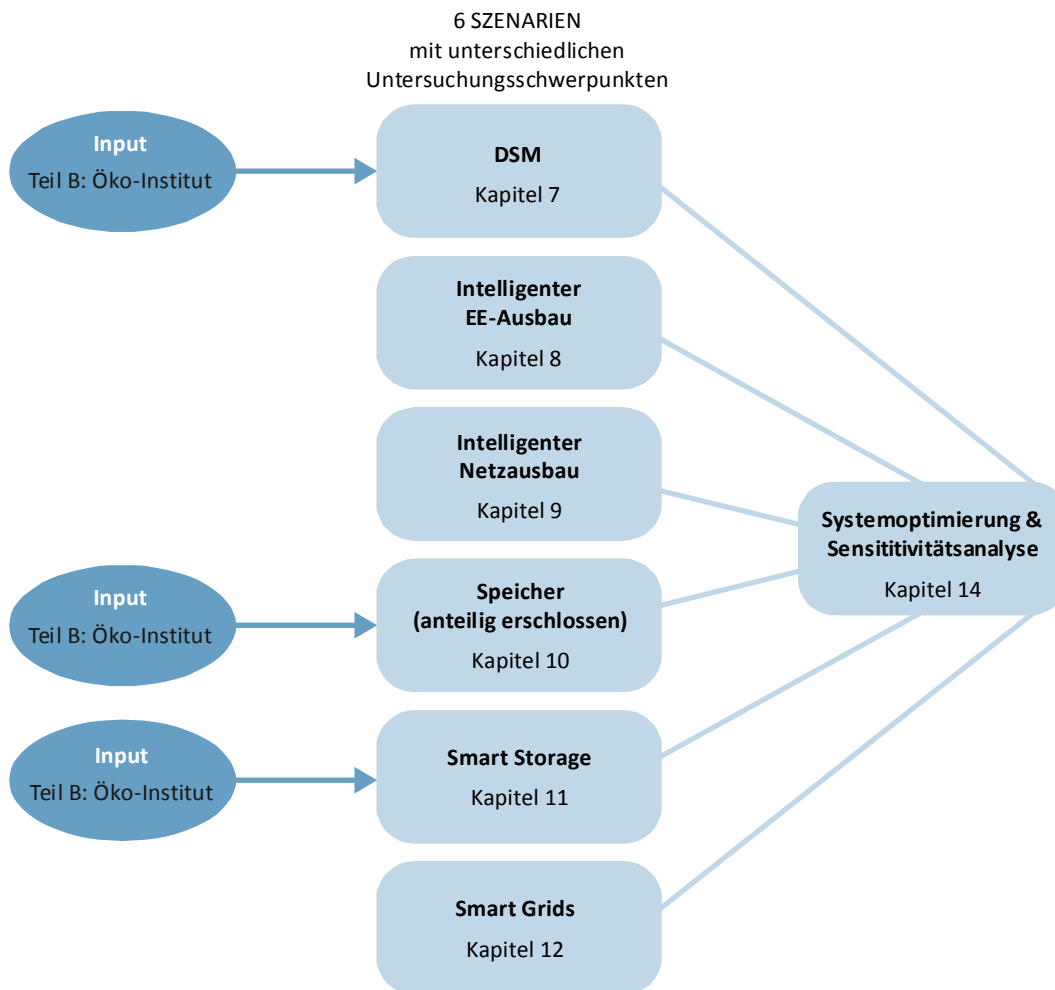 6 SZENARIEN
mit unterschiedlichen
Untersuchungsschwerpunkten
Input
Teil B: Öko-Institut
DSM
Kapitel 7
Intelligenter
EE-Ausbau
Kapitel 8
Intelligenter
Netzausbau
Kapitel 9
Systemoptimierung &
Sensititivitätsanalyse
Kapitel 14
Input
Teil B: Öko-Institut
Speicher
(anteilig erschlossen)
Kapitel 10
Input
Teil B: Öko-Institut
Smart Storage
Kapitel 11
Smart Grids
Kapitel 12